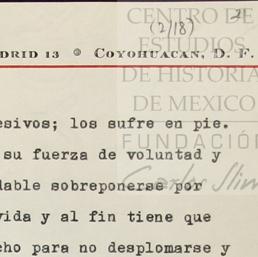 CENTRO DE
ESTUDIOS
DE HISTORIA
DE MEXICO
FUNDACIÓN
Carlos Slim
(2/18)
DRID 13 ® COYOHUACAN, D. F.
esivos; los sufre en pie.
su fuerza de voluntad y
dable sobreponerse por
vida y al fin tiene que
cho para no desplomarse y